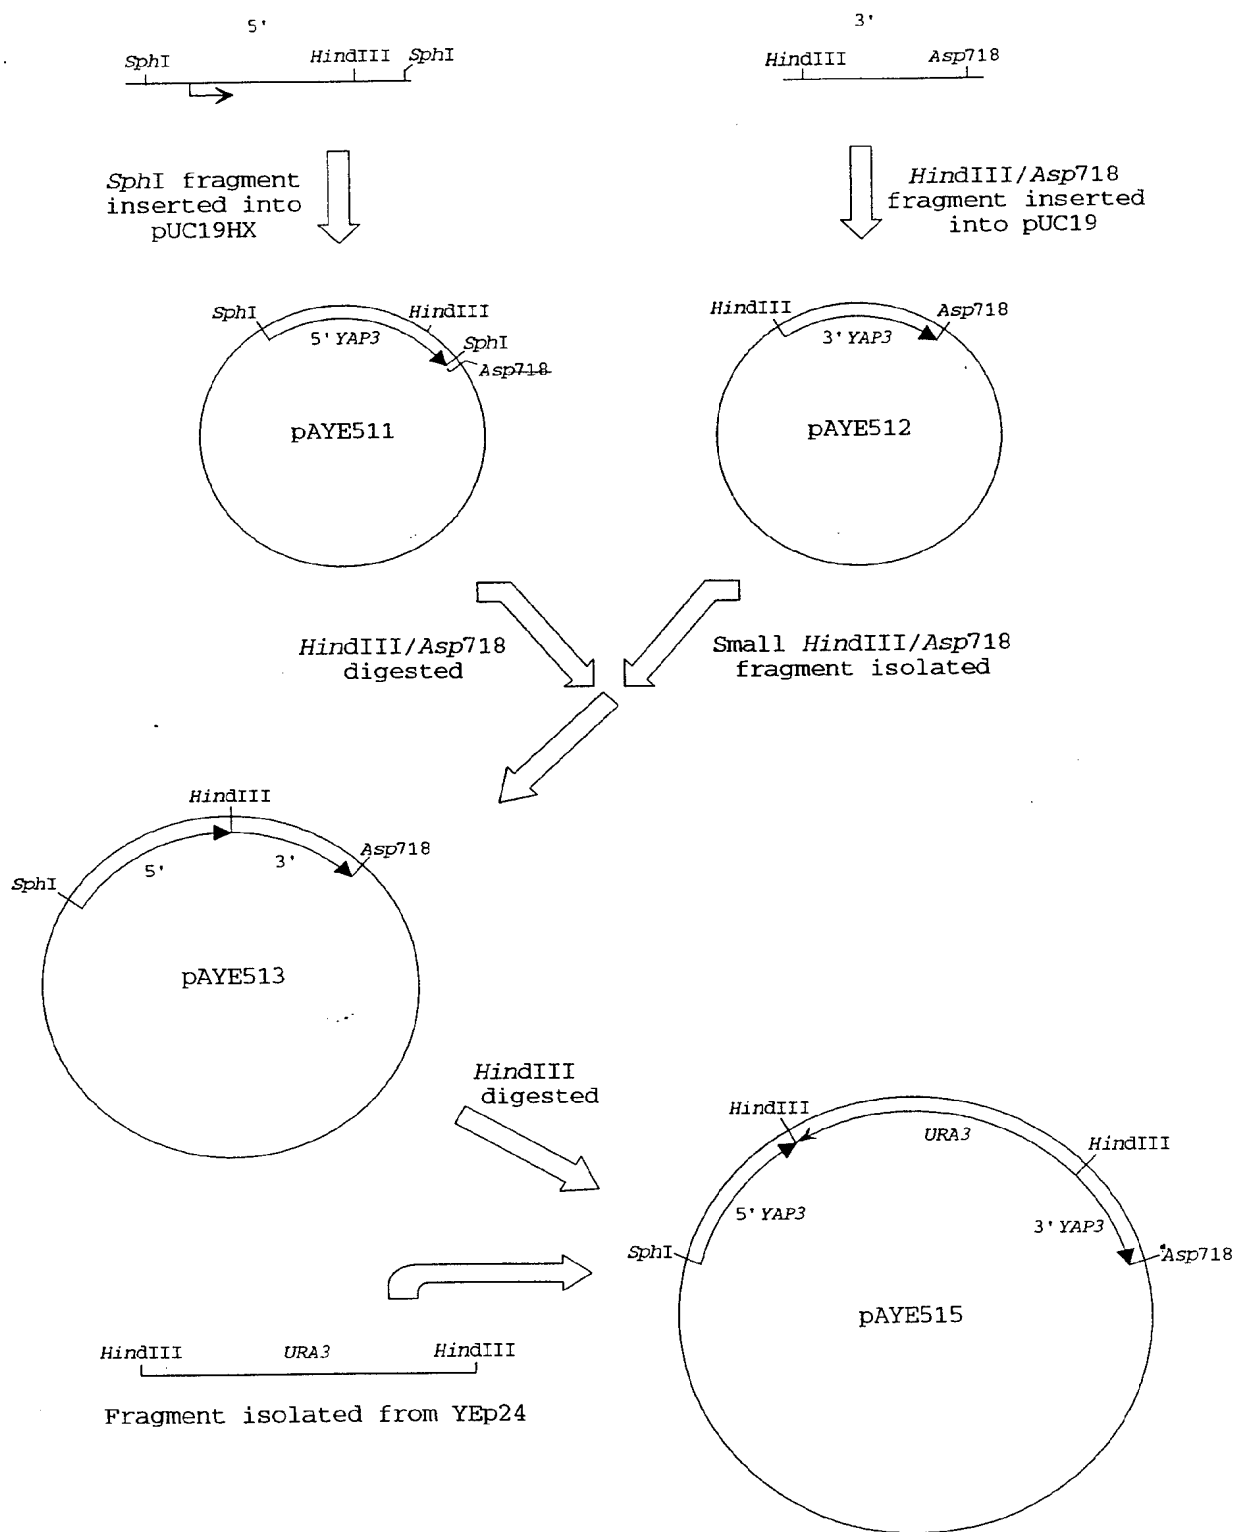 5'
3'
SphI HindIII SphI
HindIII Asp718
SphI fragment
inserted into
pUC19HX
HindIII/Asp718
fragment inserted
into pUC19
SphI
HindIII
5' YAP3
SphI
Asp718
pAYE511
HindIII
Asp718
3' YAP3
pAYE512
HindIII/Asp718
digested
Small HindIII/Asp718
fragment isolated
HindIII
Asp718
5'
3'
SphI
pAYE513
HindIII
digested
HindIII
URA3
HindIII
5' YAP3
3' YAP3
SphI
Asp718
pAYE515
HindIII URA3 HindIII
Fragment isolated from YEp24